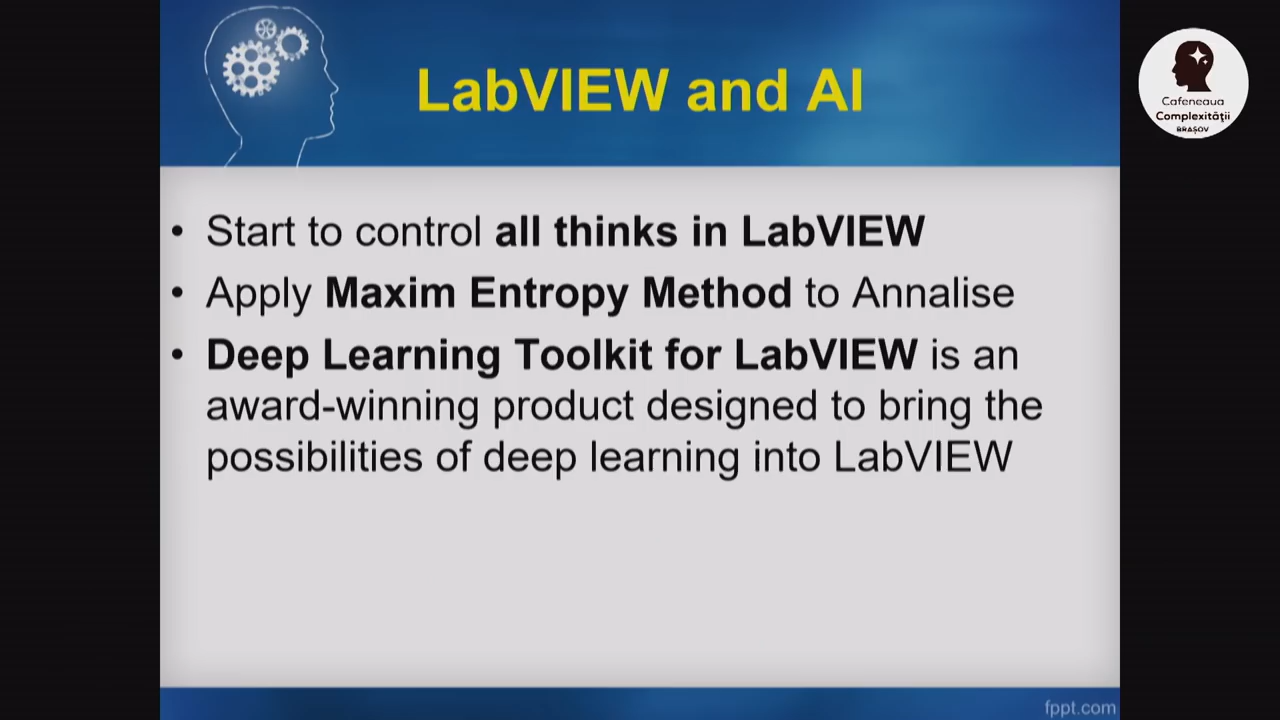 LabVIEW and AI
Cafeneaua
Complexității
BRAȘOV
• Start to control all thinks in LabVIEW
• Apply Maxim Entropy Method to Annalise
• Deep Learning Toolkit for LabVIEW is an
award-winning product designed to bring the
possibilities of deep learning into LabVIEW
fppt.com